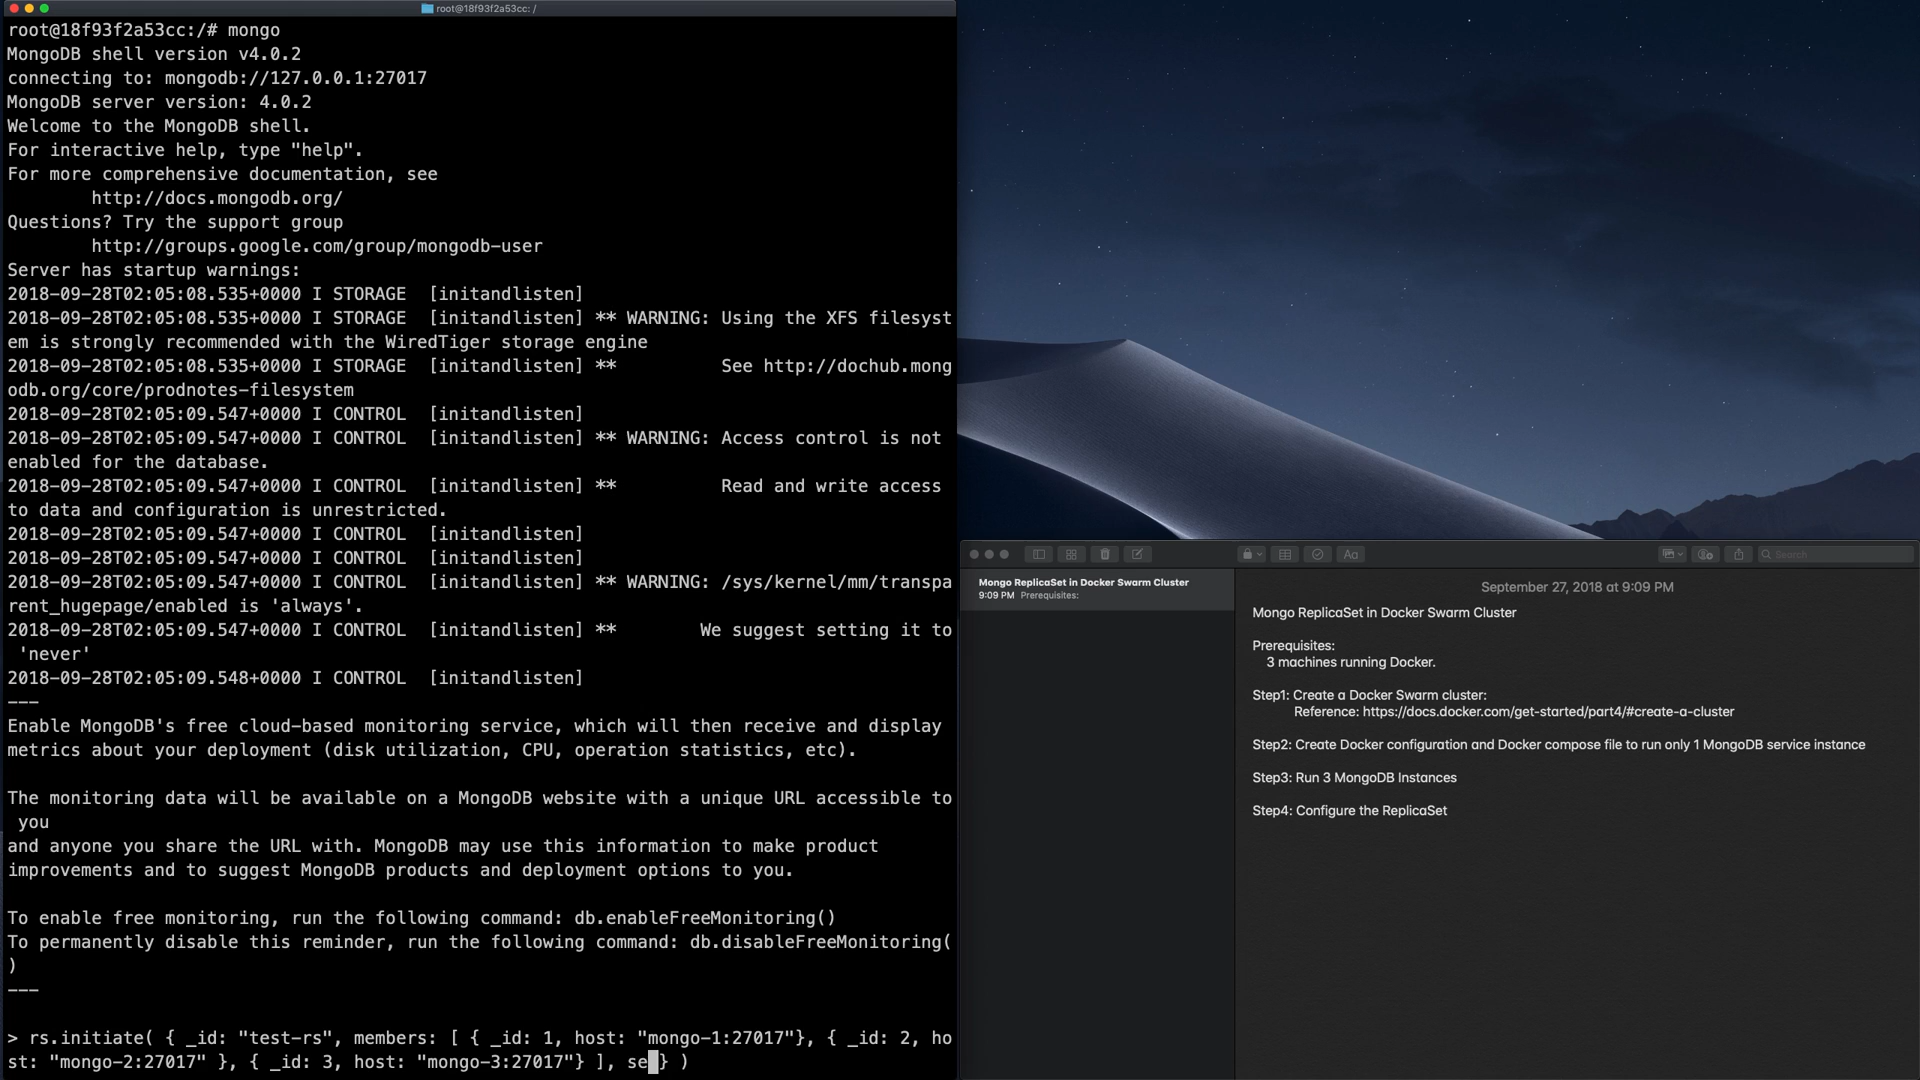 root@18f93f2a53cc: /
root@18f93f2a53cc:/# mongo
MongoDB shell version v4.0.2
connecting to: mongodb://127.0.0.1:27017
MongoDB server version: 4.0.2
Welcome to the MongoDB shell.
For interactive help, type "help".
For more comprehensive documentation, see
http://docs.mongodb.org/
Questions? Try the support group
http://groups.google.com/group/mongodb-user
Server has startup warnings:
2018-09-28T02:05:08.535+0000 I STORAGE  [initandlisten]
2018-09-28T02:05:08.535+0000 I STORAGE  [initandlisten] ** WARNING: Using the XFS filesyst
em is strongly recommended with the WiredTiger storage engine
2018-09-28T02:05:08.535+0000 I STORAGE  [initandlisten] **          See http://dochub.mong
odb.org/core/prodnotes-filesystem
2018-09-28T02:05:09.547+0000 I CONTROL  [initandlisten]
2018-09-28T02:05:09.547+0000 I CONTROL  [initandlisten] ** WARNING: Access control is not
enabled for the database.
2018-09-28T02:05:09.547+0000 I CONTROL  [initandlisten] **          Read and write access
to data and configuration is unrestricted.
2018-09-28T02:05:09.547+0000 I CONTROL  [initandlisten]
2018-09-28T02:05:09.547+0000 I CONTROL  [initandlisten]
2018-09-28T02:05:09.547+0000 I CONTROL  [initandlisten] ** WARNING: /sys/kernel/mm/transpa
rent_hugepage/enabled is 'always'.
2018-09-28T02:05:09.547+0000 I CONTROL  [initandlisten] **        We suggest setting it to
'never'
2018-09-28T02:05:09.548+0000 I CONTROL  [initandlisten]
---
Enable MongoDB's free cloud-based monitoring service, which will then receive and display
metrics about your deployment (disk utilization, CPU, operation statistics, etc).
The monitoring data will be available on a MongoDB website with a unique URL accessible to
you
and anyone you share the URL with. MongoDB may use this information to make product
improvements and to suggest MongoDB products and deployment options to you.
To enable free monitoring, run the following command: db.enableFreeMonitoring()
To permanently disable this reminder, run the following command: db.disableFreeMonitoring(
)
---
> rs.initiate( { _id: "test-rs", members: [ { _id: 1, host: "mongo-1:27017"}, { _id: 2, ho
st: "mongo-2:27017" }, { _id: 3, host: "mongo-3:27017"} ], se } )
Aa
Search
Mongo ReplicaSet in Docker Swarm Cluster
9:09 PM Prerequisites:
September 27, 2018 at 9:09 PM
Mongo ReplicaSet in Docker Swarm Cluster
Prerequisites:
3 machines running Docker.
Step1: Create a Docker Swarm cluster:
Reference: https://docs.docker.com/get-started/part4/#create-a-cluster
Step2: Create Docker configuration and Docker compose file to run only 1 MongoDB service instance
Step3: Run 3 MongoDB Instances
Step4: Configure the ReplicaSet